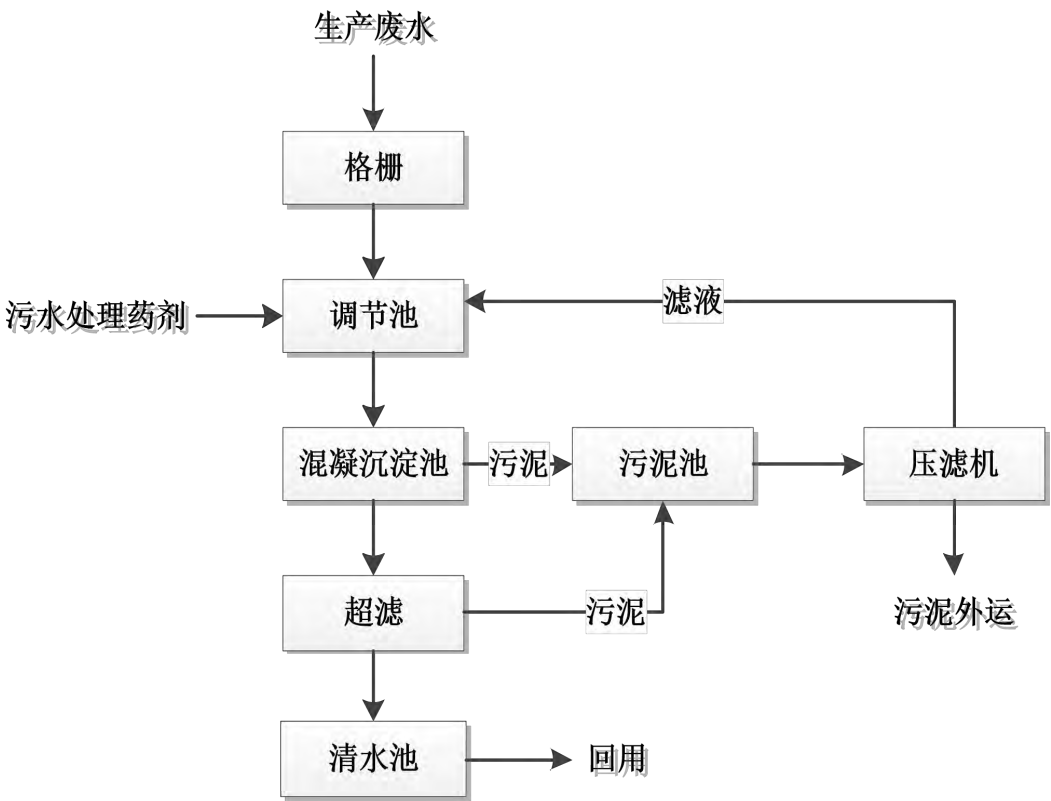 生产废水
格栅
污水处理药剂
调节池
滤液
混凝沉淀池
污泥
污泥池
压滤机
超滤
污泥
污泥外运
清水池
回用